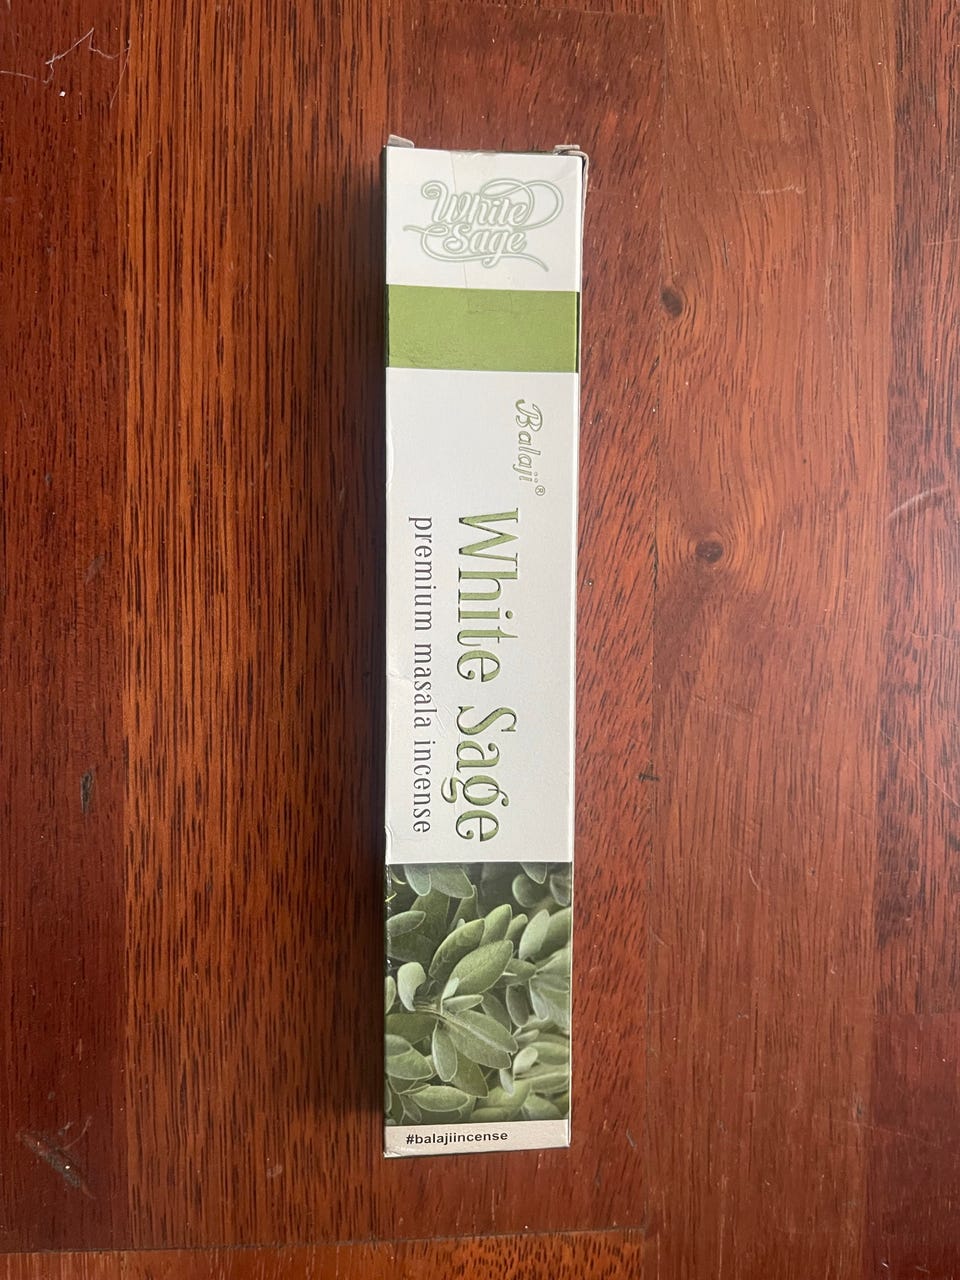 White
Sage
Balaji®
White Sage
premium masala incense
#balajiincense